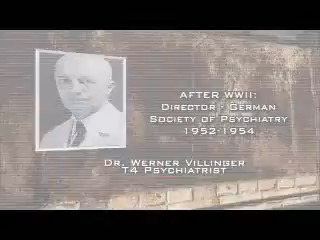 AFTER WWII:
Director - German
Society of Psychiatry
1952-1954
Dr. Werner Villinger
T4 Psychiatrist